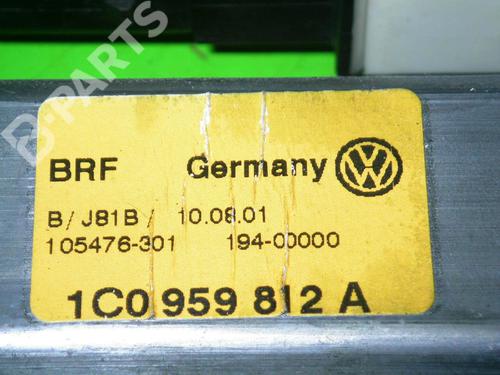 B-PARTS
BRF Germany
B/ J81B/ 10.08.01
105476-301 194-00000
1C0 959 812 A